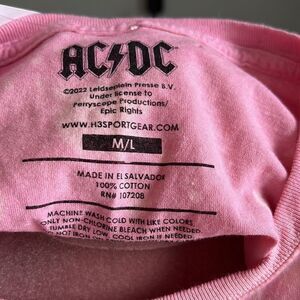 AC⚡DC
©2022 Leidseplein Presse B.V.
Under license to
Perryscope Productions/
Epic Rights
WWW.H3SPORTGEAR.COM
M/L
MADE IN EL SALVADOR
100% COTTON
RN# 107208
MACHINE WASH COLD WITH LIKE COLORS.
ONLY NON-CHLORINE BLEACH WHEN NEEDED.
TUMBLE DRY LOW. COOL IRON IF NEEDED.
NOT IRON